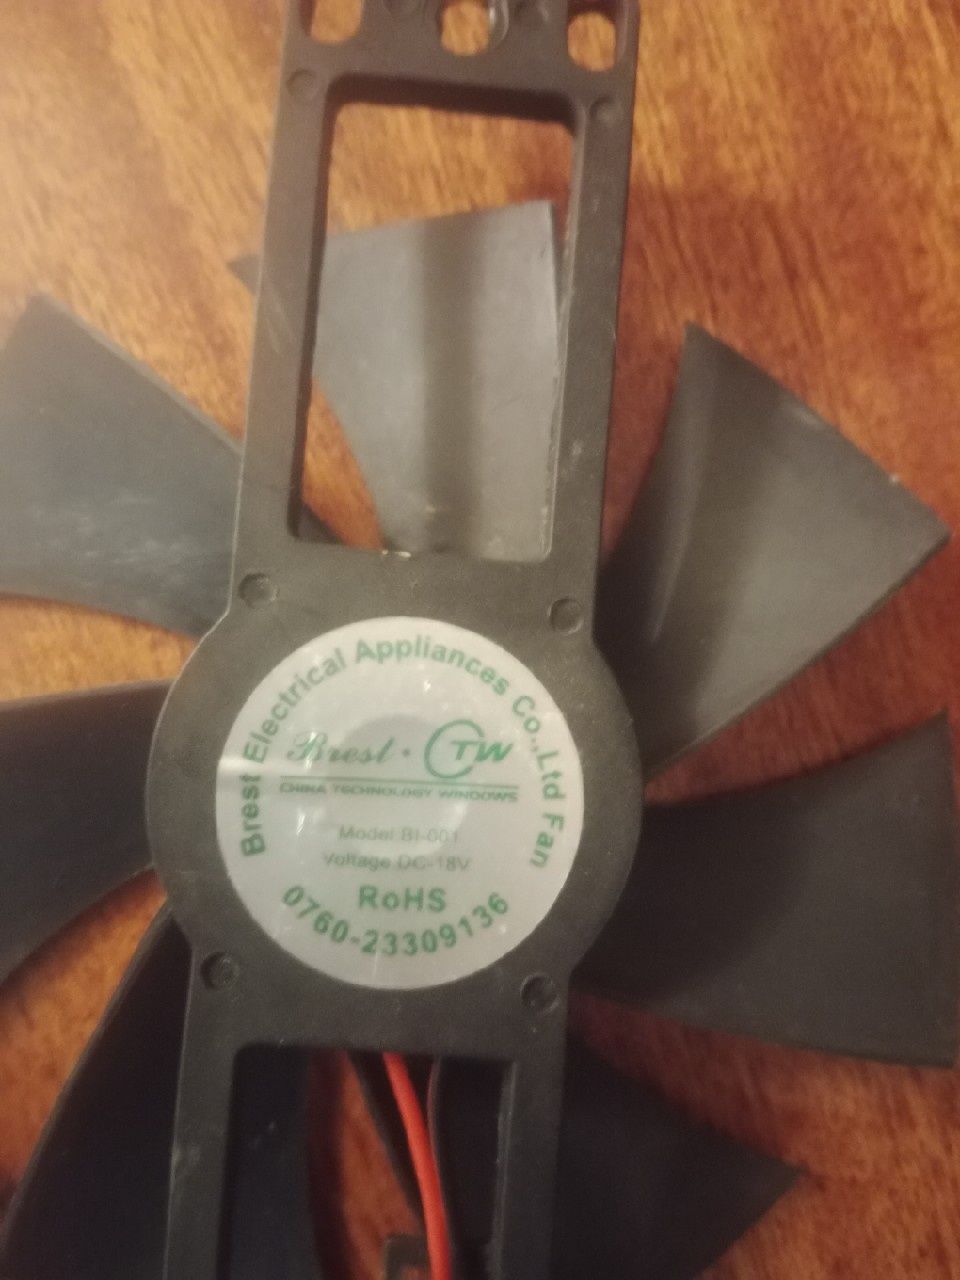 Brest Electrical Appliances Co.,Ltd Fan
Brest · CTW
CHINA TECHNOLOGY WINDOWS
Model:BI-001
Voltage:DC-18V
RoHS
0760-23309136